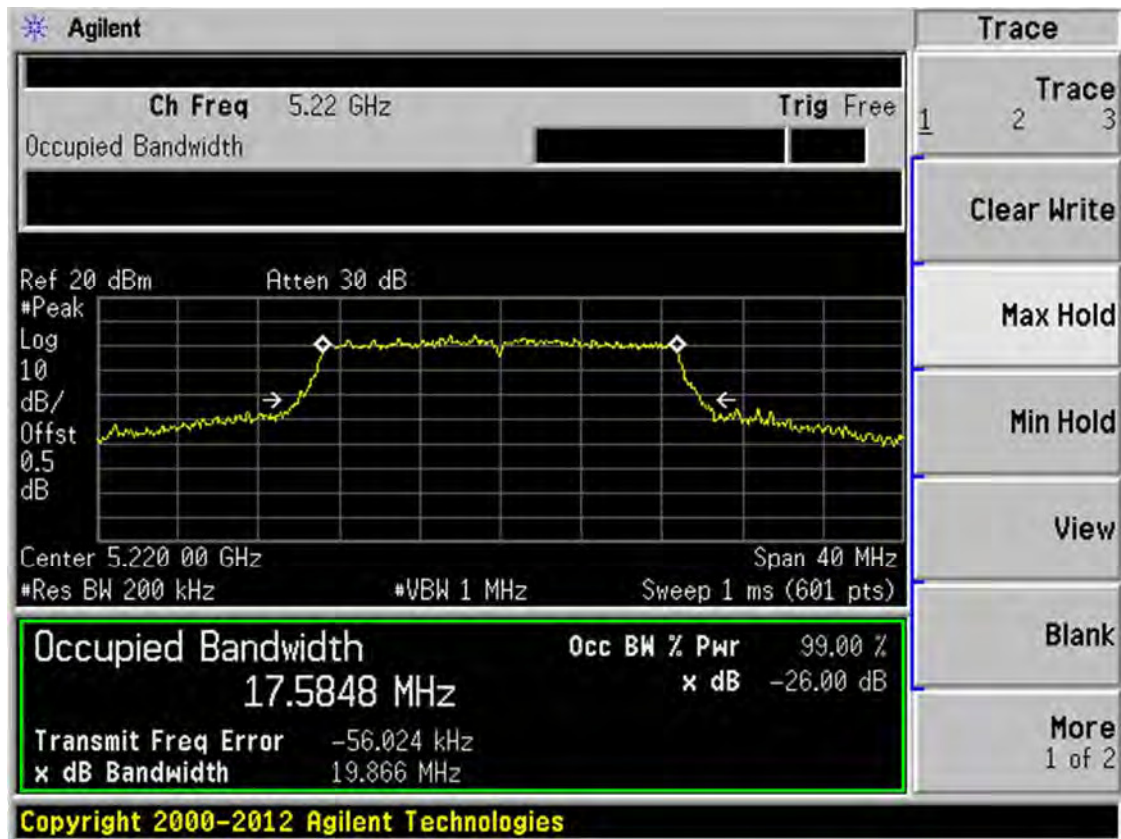 Agilent
Trace
Ch Freq 5.22 GHz Trig Free
Occupied Bandwidth
Trace
1 2 3
Clear Write
Max Hold
Min Hold
View
Blank
More
1 of 2
Ref 20 dBm Atten 30 dB
#Peak
Log
10
dB/
Offst
0.5
dB
Center 5.220 00 GHz Span 40 MHz
#Res BW 200 kHz #VBW 1 MHz Sweep 1 ms (601 pts)
Occupied Bandwidth Occ BW % Pwr 99.00 %
17.5848 MHz x dB -26.00 dB
Transmit Freq Error -56.024 kHz
x dB Bandwidth 19.866 MHz
Copyright 2000-2012 Agilent Technologies